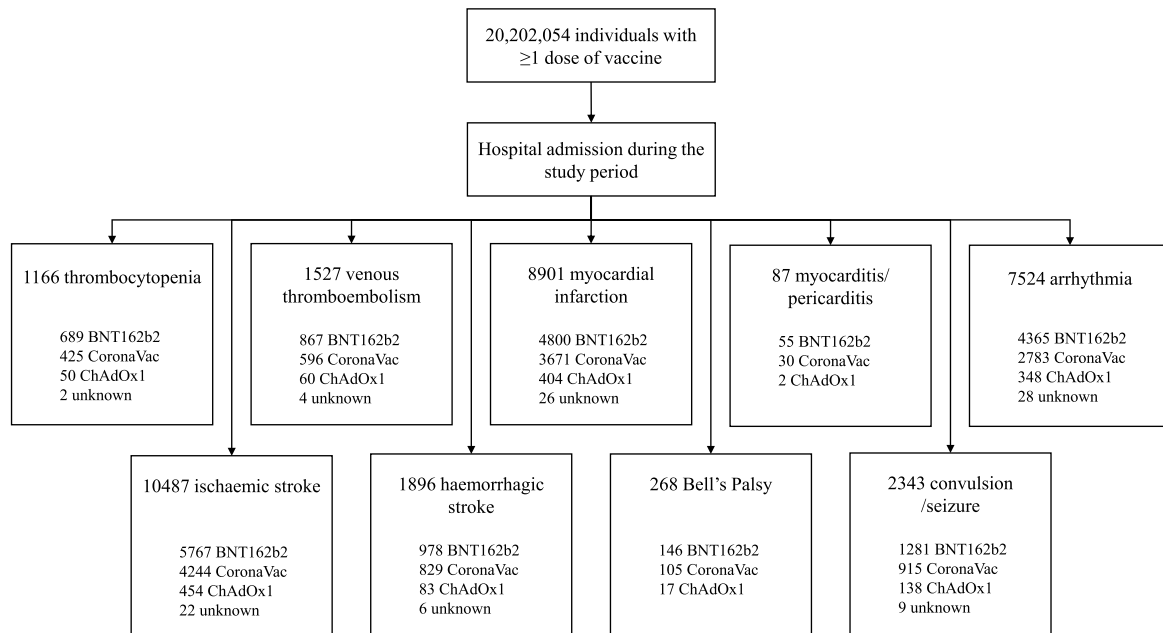 20,202,054 individuals with
≥1 dose of vaccine
Hospital admission during the
study period
1166 thrombocytopenia
689 BNT162b2
425 CoronaVac
50 ChAdOx1
2 unknown
1527 venous
thromboembolism
867 BNT162b2
596 CoronaVac
60 ChAdOx1
4 unknown
8901 myocardial
infarction
4800 BNT162b2
3671 CoronaVac
404 ChAdOx1
26 unknown
87 myocarditis/
pericarditis
55 BNT162b2
30 CoronaVac
2 ChAdOx1
7524 arrhythmia
4365 BNT162b2
2783 CoronaVac
348 ChAdOx1
28 unknown
10487 ischaemic stroke
5767 BNT162b2
4244 CoronaVac
454 ChAdOx1
22 unknown
1896 haemorrhagic
stroke
978 BNT162b2
829 CoronaVac
83 ChAdOx1
6 unknown
268 Bell’s Palsy
146 BNT162b2
105 CoronaVac
17 ChAdOx1
2343 convulsion
/seizure
1281 BNT162b2
915 CoronaVac
138 ChAdOx1
9 unknown